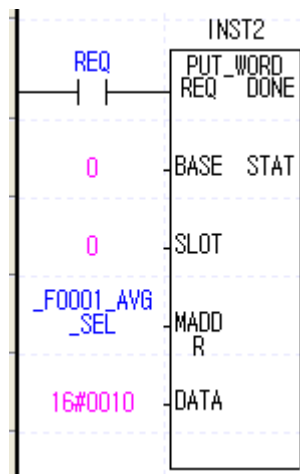 INST2
REQ
PUT_WORD
REQ DONE
0
BASE STAT
0
SLOT
_F0001_AVG
_SEL
MADD
R
16#0010
DATA